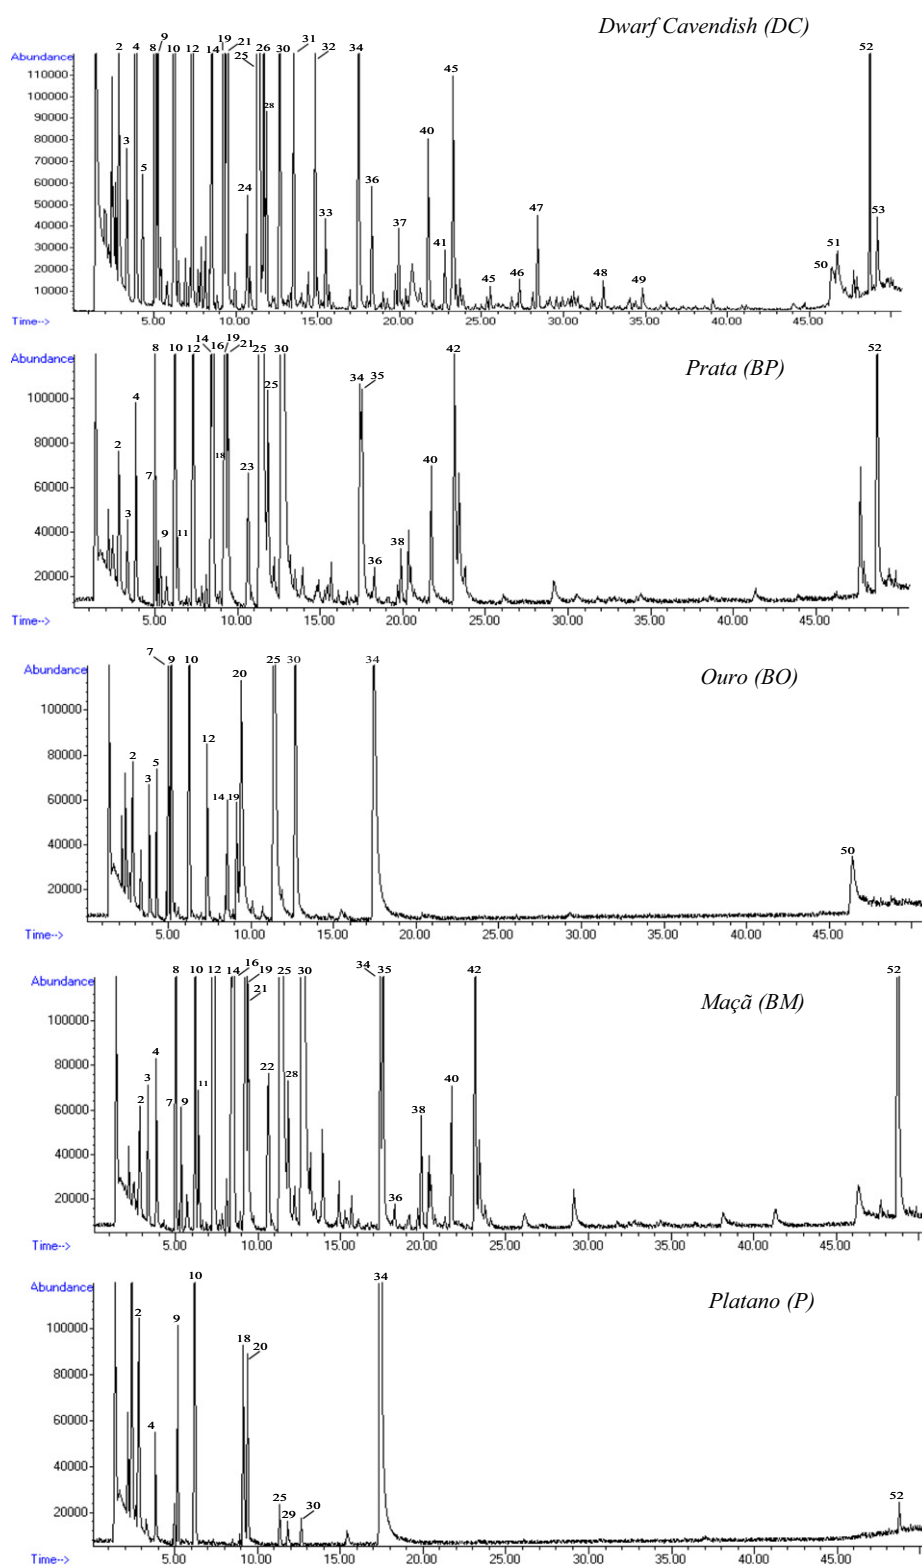 Dwarf Cavendish (DC)
Abundance
2 4 8 9 10 12 14 19 21 25 26 28 30 31 32 34 52
110000
100000
90000
80000
70000
60000
50000
40000
30000
20000
10000
3 5 24 33 36 37 40 41 45 45 46 47 48 49 50 51 53
Time-->
5.00 10.00 15.00 20.00 25.00 30.00 35.00 40.00 45.00
Prata (BP)
Abundance
8 10 12 14 16 19 21 25 30 34 35 42 52
100000
80000
60000
40000
20000
2 3 4 7 9 11 18 23 25 36 38 40
Time-->
5.00 10.00 15.00 20.00 25.00 30.00 35.00 40.00 45.00
Ouro (BO)
Abundance
7 9 10 25 30 34
100000
80000
60000
40000
20000
2 3 5 12 14 19 20 50
Time-->
5.00 10.00 15.00 20.00 25.00 30.00 35.00 40.00 45.00
Maçã (BM)
Abundance
8 10 12 14 16 19 21 25 30 34 35 42 52
100000
80000
60000
40000
20000
2 3 4 7 9 11 22 28 36 38 40
Time-->
5.00 10.00 15.00 20.00 25.00 30.00 35.00 40.00 45.00
Platano (P)
Abundance
10 34
100000
80000
60000
40000
20000
2 4 9 18 20 25 29 30 52
Time-->
5.00 10.00 15.00 20.00 25.00 30.00 35.00 40.00 45.00